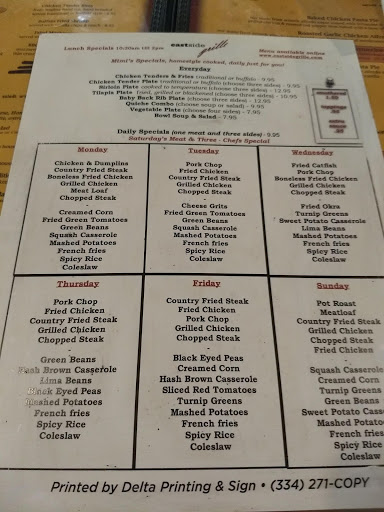 eastside grille
Lunch Specials 10:30am till 2pm
Menu available online
www.eastsidegrille.com
Mimi's Specials, homestyle cooked, daily just for you!
Everyday
Chicken Tenders & Fries (traditional or buffalo) - 9.95
Chicken Tender Plate (traditional or buffalo) (choose three sides) - 9.95
Sirloin Plate cooked to temperature (choose three sides) - 12.95
Tilapia Plate (choose three sides) - 10.95
Baby Back Rib Plate (choose three sides) - 12.95
Quiche Combo (choose soup or salad) - 9.95
Vegetable Plate (choose four sides) - 9.95
Bowl Soup & Salad - 7.95
Daily Specials (one meat and three sides) - 9.95
Saturday's Meat & Three - Chefs Special
Monday
Chicken & Dumplins
Country Fried Steak
Boneless Fried Chicken
Grilled Chicken
Meat Loaf
Chopped Steak
Creamed Corn
Fried Green Tomatoes
Green Beans
Squash Casserole
Mashed Potatoes
French fries
Spicy Rice
Coleslaw
Tuesday
Pork Chop
Fried Chicken
Country Fried Steak
Grilled Chicken
Chopped Steak
Cheese Grits
Fried Green Tomatoes
Green Beans
Squash Casserole
Mashed Potatoes
French fries
Spicy Rice
Coleslaw
Wednesday
Fried Catfish
Pork Chop
Boneless Fried Chicken
Grilled Chicken
Chopped Steak
Fried Okra
Turnip Greens
Sweet Potato Casserole
Lima Beans
Mashed Potatoes
French fries
Spicy Rice
Coleslaw
Thursday
Pork Chop
Fried Chicken
Country Fried Steak
Grilled Chicken
Chopped Steak
Green Beans
Hash Brown Casserole
Lima Beans
Black Eyed Peas
Mashed Potatoes
French fries
Spicy Rice
Coleslaw
Friday
Country Fried Steak
Fried Chicken
Pork Chop
Grilled Chicken
Chopped Steak
Black Eyed Peas
Creamed Corn
Hash Brown Casserole
Sliced Red Tomatoes
Turnip Greens
Mashed Potatoes
French fries
Spicy Rice
Coleslaw
Sunday
Pot Roast
Meatloaf
Country Fried Steak
Grilled Chicken
Chopped Steak
Fried Chicken
Squash Casserole
Creamed Corn
Turnip Greens
Green Beans
Sweet Potato Cass
Mashed Potato
French fries
Spicy Rice
Coleslaw
Printed by Delta Printing & Sign • (334) 271-COPY